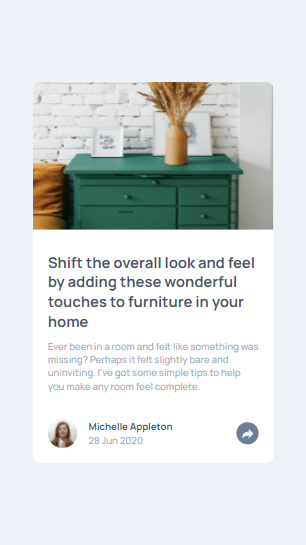 Shift the overall look and feel
by adding these wonderful
touches to furniture in your
home
Ever been in a room and felt like something was
missing? Perhaps it felt slightly bare and
uninviting. I've got some simple tips to help
you make any room feel complete.
Michelle Appleton
28 Jun 2020